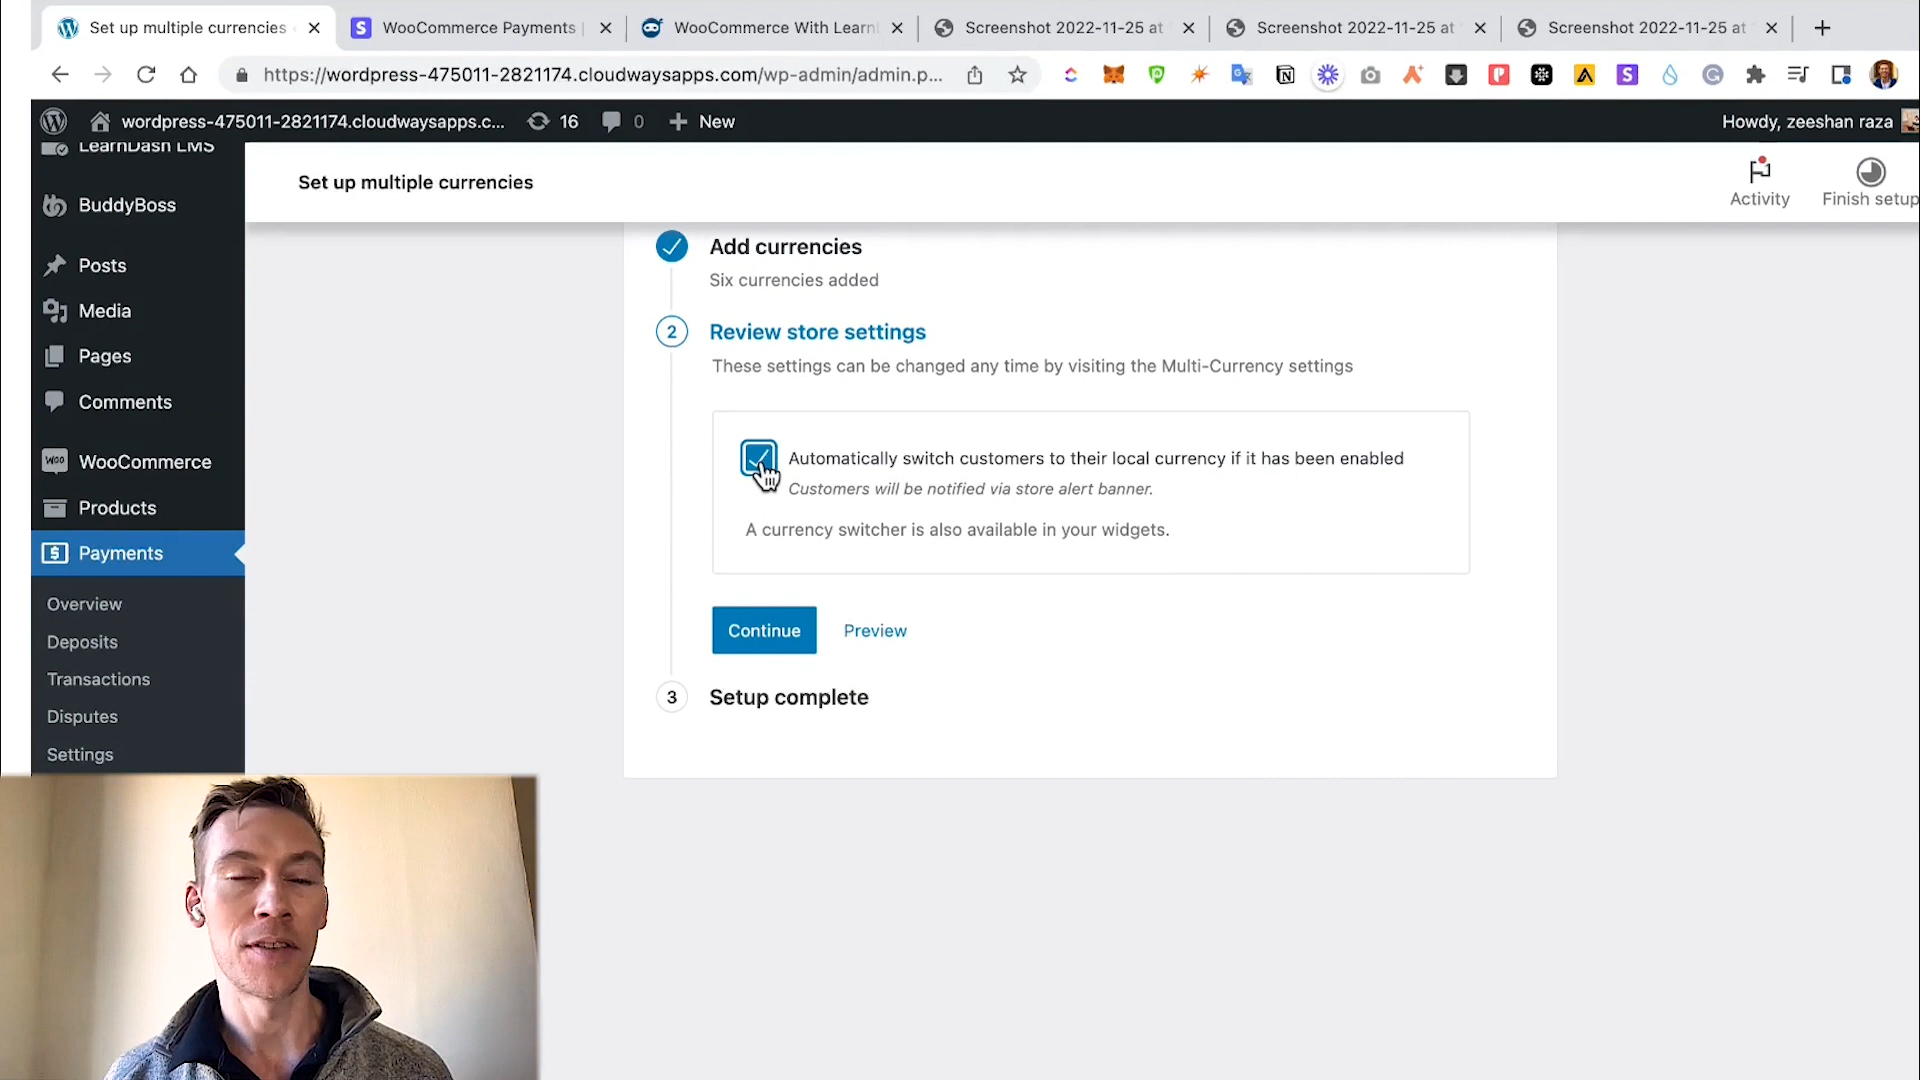 Set up multiple currencies
WooCommerce Payments
WooCommerce With Learn
Screenshot 2022-11-25 at
Screenshot 2022-11-25 at
Screenshot 2022-11-25 at
https://wordpress-475011-2821174.cloudwaysapps.com/wp-admin/admin.p...
wordpress-475011-2821174.cloudwaysapps.c...
16
0
New
Howdy, zeeshan raza
LearnDash LMS
BuddyBoss
Posts
Media
Pages
Comments
WooCommerce
Products
Payments
Overview
Deposits
Transactions
Disputes
Settings
Set up multiple currencies
Activity
Finish setup
Add currencies
Six currencies added
2
Review store settings
These settings can be changed any time by visiting the Multi-Currency settings
Automatically switch customers to their local currency if it has been enabled
Customers will be notified via store alert banner.
A currency switcher is also available in your widgets.
Continue
Preview
3
Setup complete